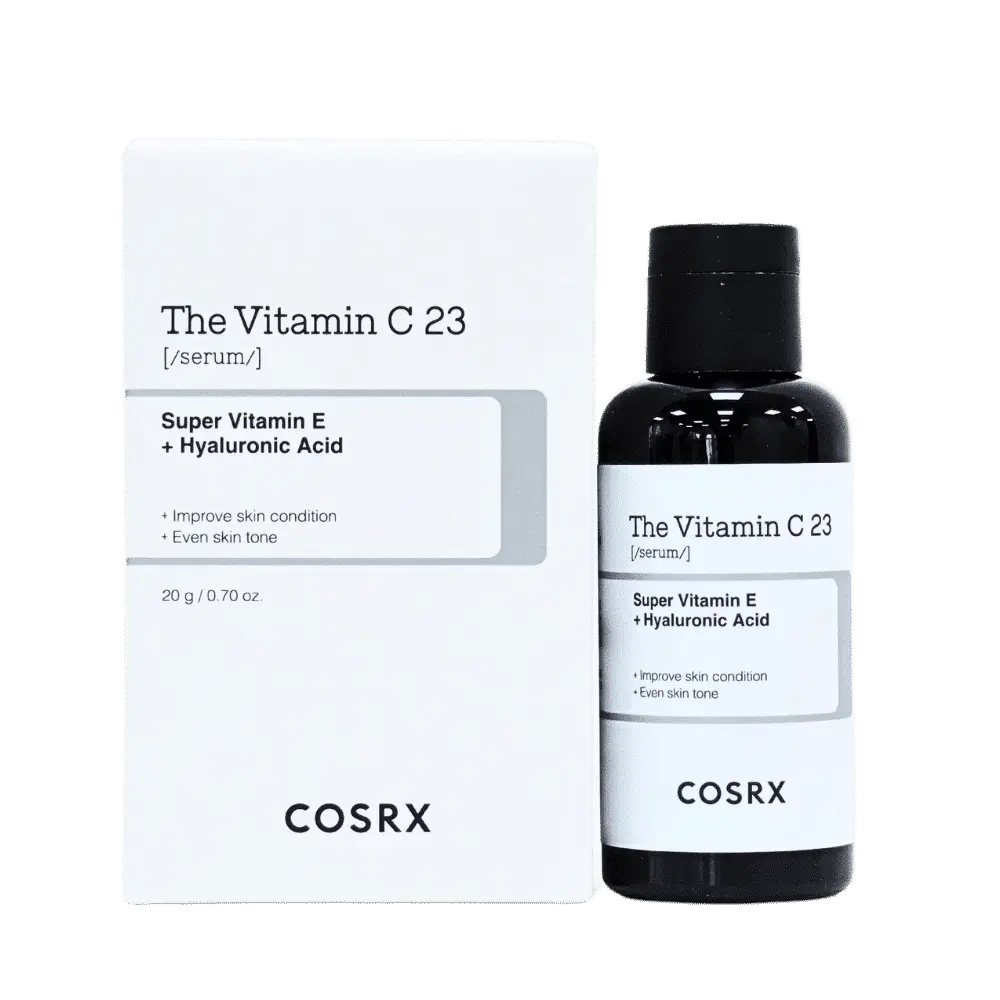 The Vitamin C 23
[/serum/]
Super Vitamin E
+ Hyaluronic Acid
+ Improve skin condition
+ Even skin tone
20 g / 0.70 oz.
COSRX
The Vitamin C 23
[/serum/]
Super Vitamin E
+ Hyaluronic Acid
+ Improve skin condition
+ Even skin tone
COSRX